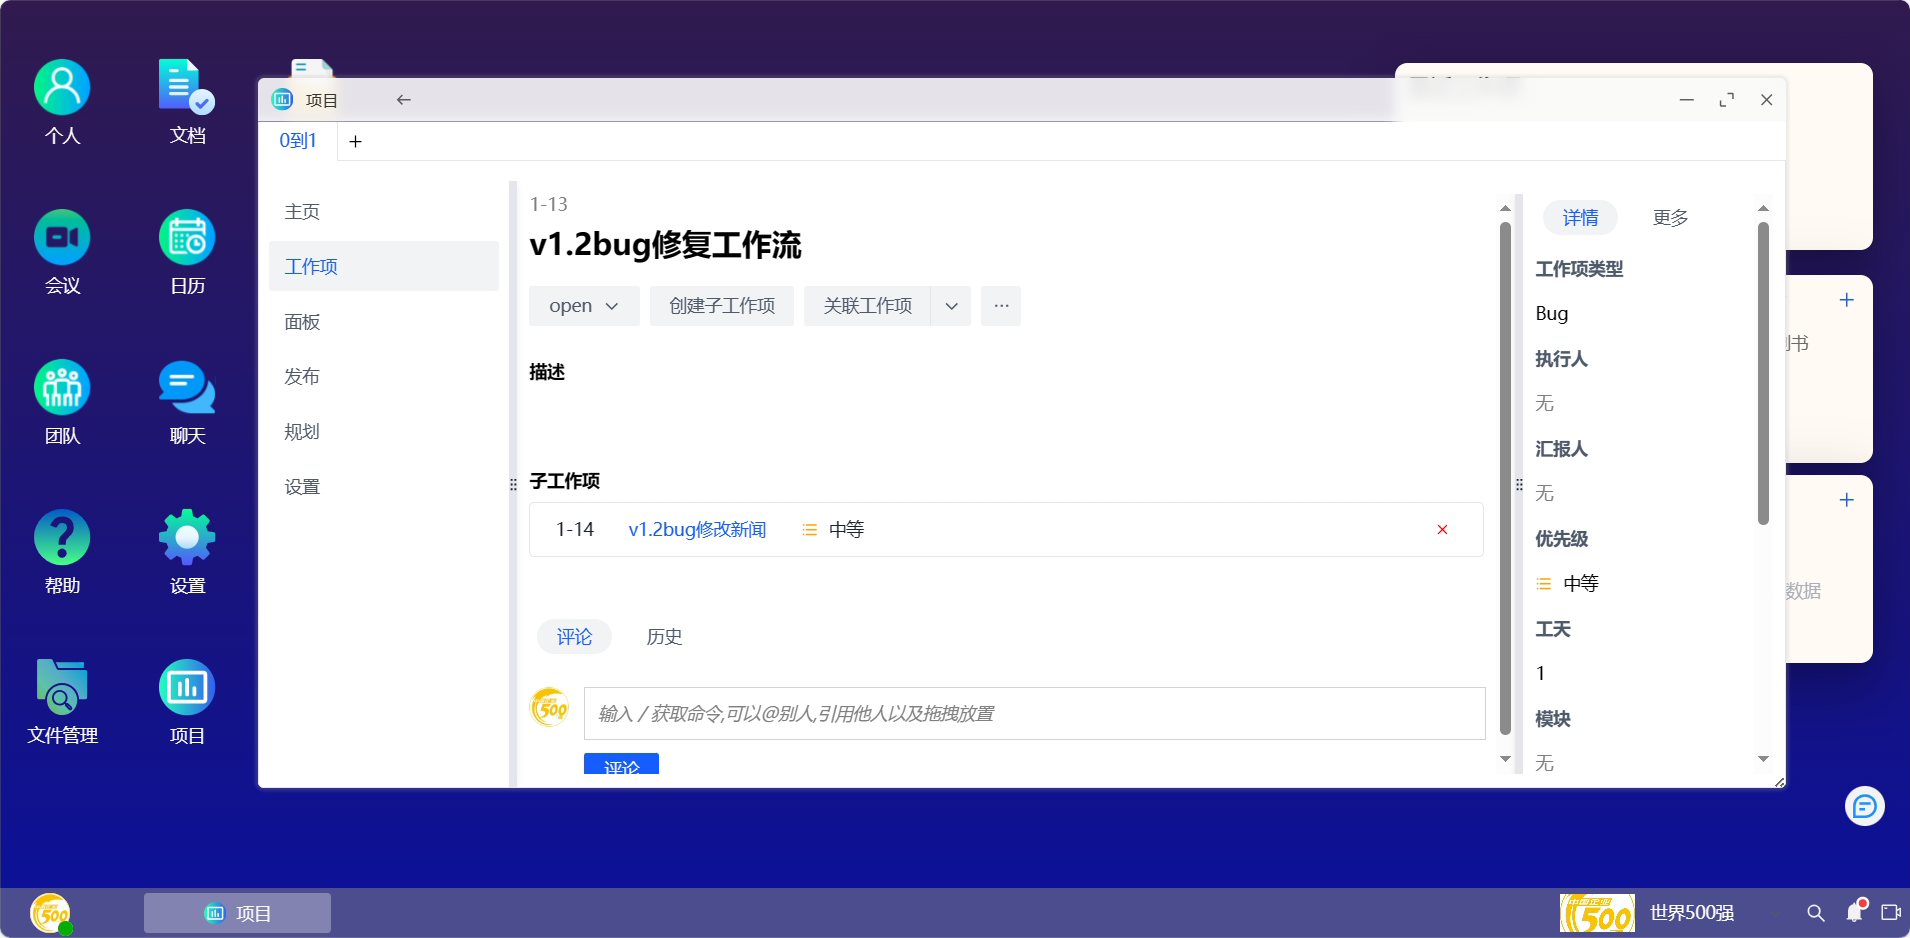 个人
文档
会议
日历
团队
聊天
帮助
设置
文件管理
项目
项目
0到1
主页
工作项
面板
发布
规划
设置
1-13
v1.2bug修复工作流
open
创建子工作项
关联工作项
描述
子工作项
1-14
v1.2bug修改新闻
中等
评论
历史
输入 / 获取命令,可以@别人,引用他人以及拖拽放置
评论
详情
更多
工作项类型
Bug
执行人
无
汇报人
无
优先级
中等
工天
1
模块
无
书
数据
500
项目
中国企业
500
世界500强